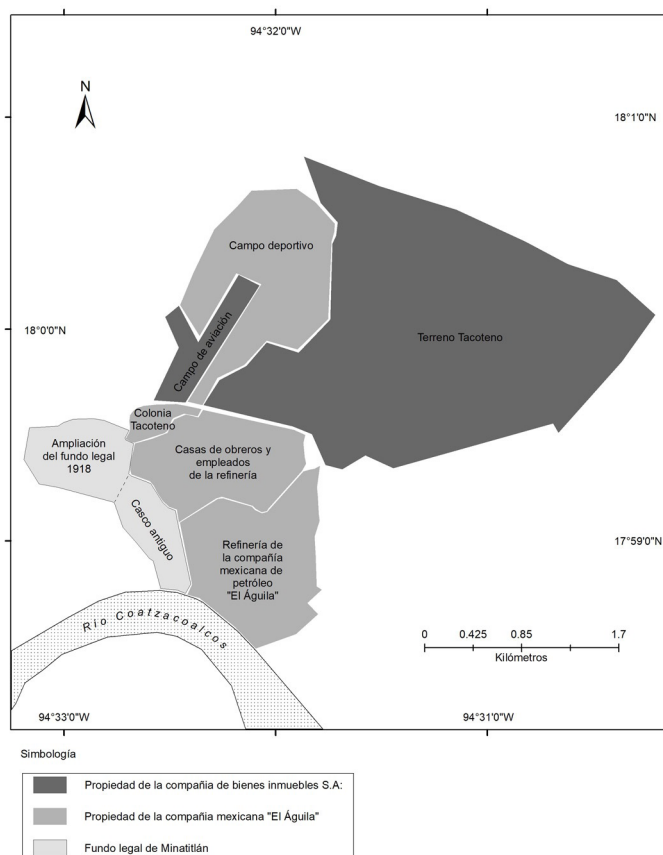 94°32'0"W
N
18°1'0"N
Campo deportivo
18°0'0"N
Campo de aviación
Terreno Tacoteno
Colonia
Tacoteno
Ampliación
del fundo legal
1918
Casas de obreros y
empleados
de la refinería
Casco antiguo
17°59'0"N
Refinería de
la compañía
mexicana de
petróleo
"El Águila"
Río Coatzacoalcos
0 0.425 0.85 1.7
Kilómetros
94°33'0"W
94°31'0"W
Simbología
Propiedad de la compañia de bienes inmuebles S.A:
Propiedad de la compañia mexicana "El Águila"
Fundo legal de Minatitlán